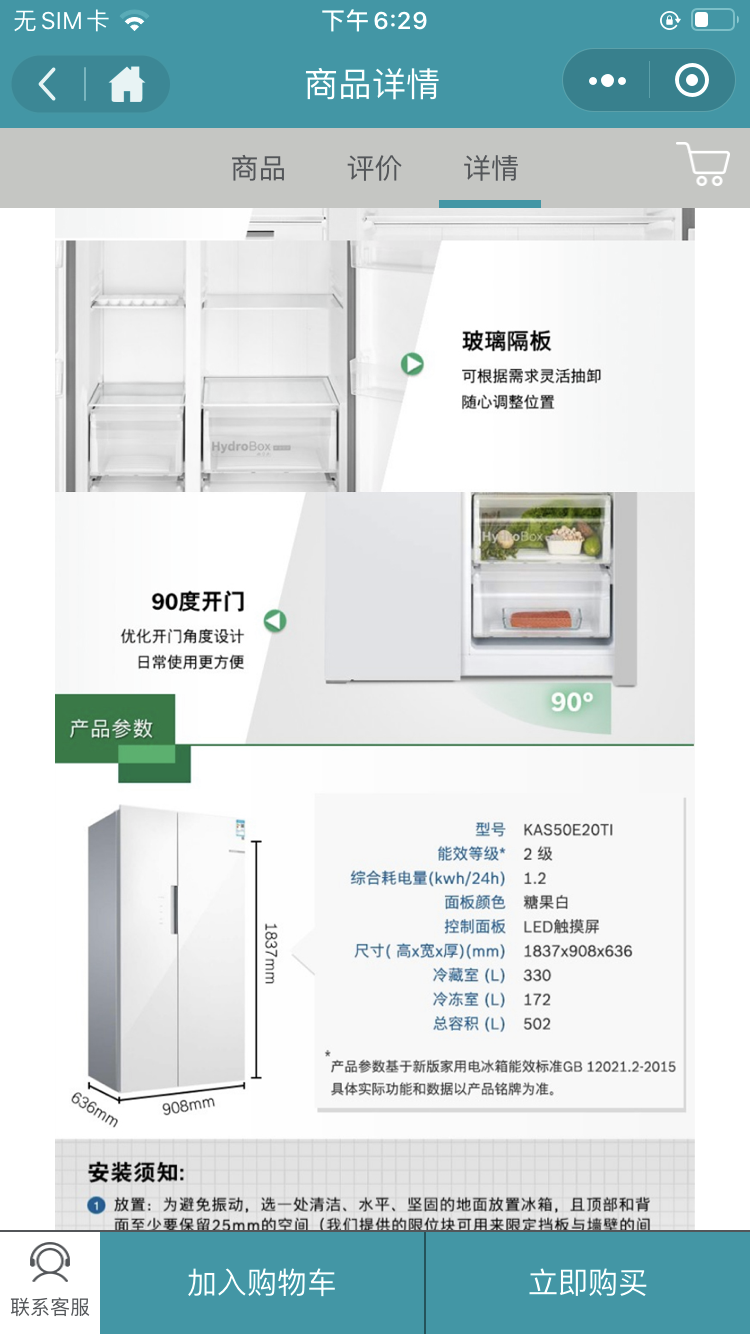 无SIM卡
下午6:29
商品详情
商品
评价
详情
玻璃隔板
可根据需求灵活抽卸
随心调整位置
HydroBox
HydroBox
90度开门
优化开门角度设计
日常使用更方便
90°
产品参数
型号 KAS50E20TI
能效等级* 2 级
综合耗电量(kwh/24h) 1.2
面板颜色 糖果白
控制面板 LED触摸屏
尺寸( 高x宽x厚)(mm) 1837x908x636
冷藏室 (L) 330
冷冻室 (L) 172
总容积 (L) 502
1837mm
636mm
908mm
*产品参数基于新版家用电冰箱能效标准GB 12021.2-2015
具体实际功能和数据以产品铭牌为准。
安装须知:
1 放置：为避免振动，选一处清洁、水平、坚固的地面放置冰箱，且顶部和背
面至少要保留25mm的空间（我们提供的限位块可用来限定挡板与墙壁的间
联系客服
加入购物车
立即购买